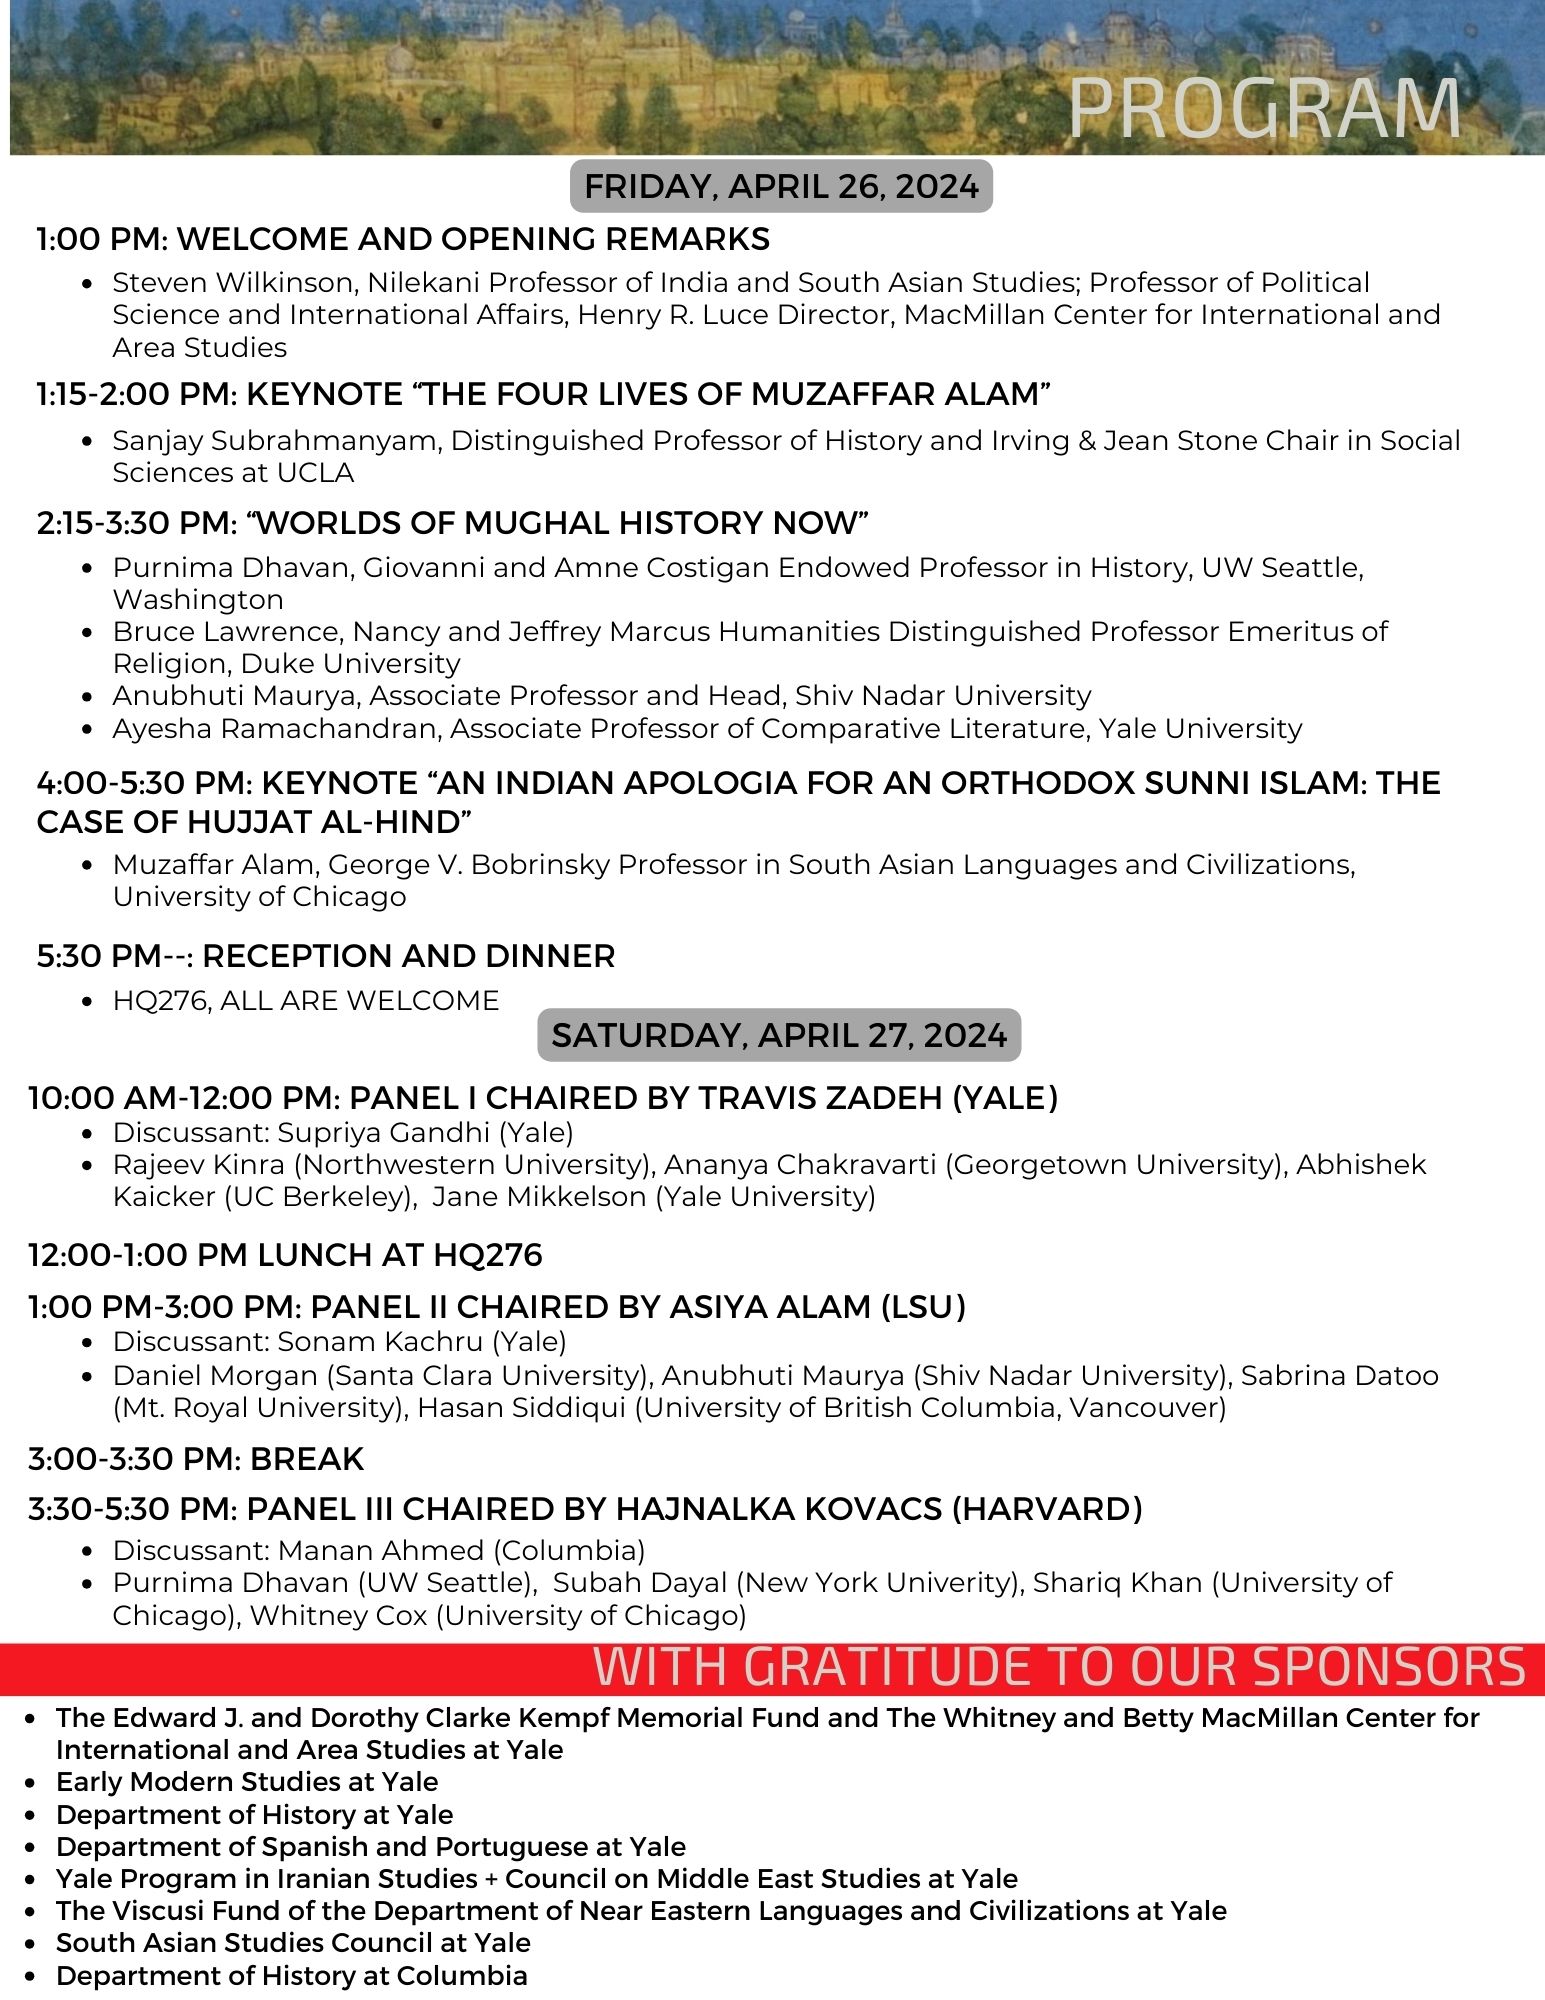 PROGRAM
FRIDAY, APRIL 26, 2024
1:00 PM: WELCOME AND OPENING REMARKS
• Steven Wilkinson, Nilekani Professor of India and South Asian Studies; Professor of Political
Science and International Affairs, Henry R. Luce Director, MacMillan Center for International and
Area Studies
1:15-2:00 PM: KEYNOTE “THE FOUR LIVES OF MUZAFFAR ALAM”
• Sanjay Subrahmanyam, Distinguished Professor of History and Irving & Jean Stone Chair in Social
Sciences at UCLA
2:15-3:30 PM: “WORLDS OF MUGHAL HISTORY NOW”
• Purnima Dhavan, Giovanni and Amne Costigan Endowed Professor in History, UW Seattle,
Washington
• Bruce Lawrence, Nancy and Jeffrey Marcus Humanities Distinguished Professor Emeritus of
Religion, Duke University
• Anubhuti Maurya, Associate Professor and Head, Shiv Nadar University
• Ayesha Ramachandran, Associate Professor of Comparative Literature, Yale University
4:00-5:30 PM: KEYNOTE “AN INDIAN APOLOGIA FOR AN ORTHODOX SUNNI ISLAM: THE
CASE OF HUJJAT AL-HIND”
• Muzaffar Alam, George V. Bobrinsky Professor in South Asian Languages and Civilizations,
University of Chicago
5:30 PM--: RECEPTION AND DINNER
• HQ276, ALL ARE WELCOME
SATURDAY, APRIL 27, 2024
10:00 AM-12:00 PM: PANEL I CHAIRED BY TRAVIS ZADEH (YALE)
• Discussant: Supriya Gandhi (Yale)
• Rajeev Kinra (Northwestern University), Ananya Chakravarti (Georgetown University), Abhishek
Kaicker (UC Berkeley),  Jane Mikkelson (Yale University)
12:00-1:00 PM LUNCH AT HQ276
1:00 PM-3:00 PM: PANEL II CHAIRED BY ASIYA ALAM (LSU)
• Discussant: Sonam Kachru (Yale)
• Daniel Morgan (Santa Clara University), Anubhuti Maurya (Shiv Nadar University), Sabrina Datoo
(Mt. Royal University), Hasan Siddiqui (University of British Columbia, Vancouver)
3:00-3:30 PM: BREAK
3:30-5:30 PM: PANEL III CHAIRED BY HAJNALKA KOVACS (HARVARD)
• Discussant: Manan Ahmed (Columbia)
• Purnima Dhavan (UW Seattle),  Subah Dayal (New York Univerity), Shariq Khan (University of
Chicago), Whitney Cox (University of Chicago)
WITH GRATITUDE TO OUR SPONSORS
• The Edward J. and Dorothy Clarke Kempf Memorial Fund and The Whitney and Betty MacMillan Center for
International and Area Studies at Yale
• Early Modern Studies at Yale
• Department of History at Yale
• Department of Spanish and Portuguese at Yale
• Yale Program in Iranian Studies + Council on Middle East Studies at Yale
• The Viscusi Fund of the Department of Near Eastern Languages and Civilizations at Yale
• South Asian Studies Council at Yale
• Department of History at Columbia